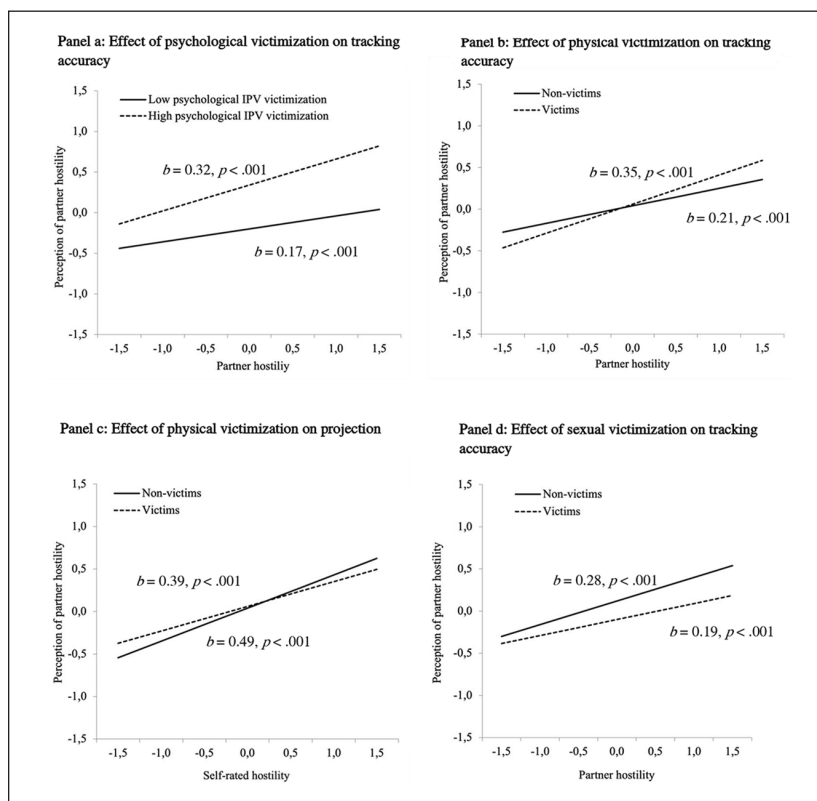 Panel a: Effect of psychological victimization on tracking
accuracy
1,5
1,0
0,5
0,0
-0,5
-1,0
-1,5
Perception of partner hostility
Low psychological IPV victimization
High psychological IPV victimization
b = 0.32, p < .001
b = 0.17, p < .001
-1,5 -1,0 -0,5 0,0 0,5 1,0 1,5
Partner hostiliy
Panel b: Effect of physical victimization on tracking
accuracy
1,5
1,0
0,5
0,0
-0,5
-1,0
-1,5
Perception of partner hostility
Non-victims
Victims
b = 0.35, p < .001
b = 0.21, p < .001
-1,5 -1,0 -0,5 0,0 0,5 1,0 1,5
Partner hostility
Panel c: Effect of physical victimization on projection
1,5
1,0
0,5
0,0
-0,5
-1,0
-1,5
Perception of partner hostility
Non-victims
Victims
b = 0.39, p < .001
b = 0.49, p < .001
-1,5 -1,0 -0,5 0,0 0,5 1,0 1,5
Self-rated hostility
Panel d: Effect of sexual victimization on tracking
accuracy
1,5
1,0
0,5
0,0
-0,5
-1,0
-1,5
Perception of partner hostility
Non-victims
Victims
b = 0.28, p < .001
b = 0.19, p < .001
-1,5 -1,0 -0,5 0,0 0,5 1,0 1,5
Partner hostility